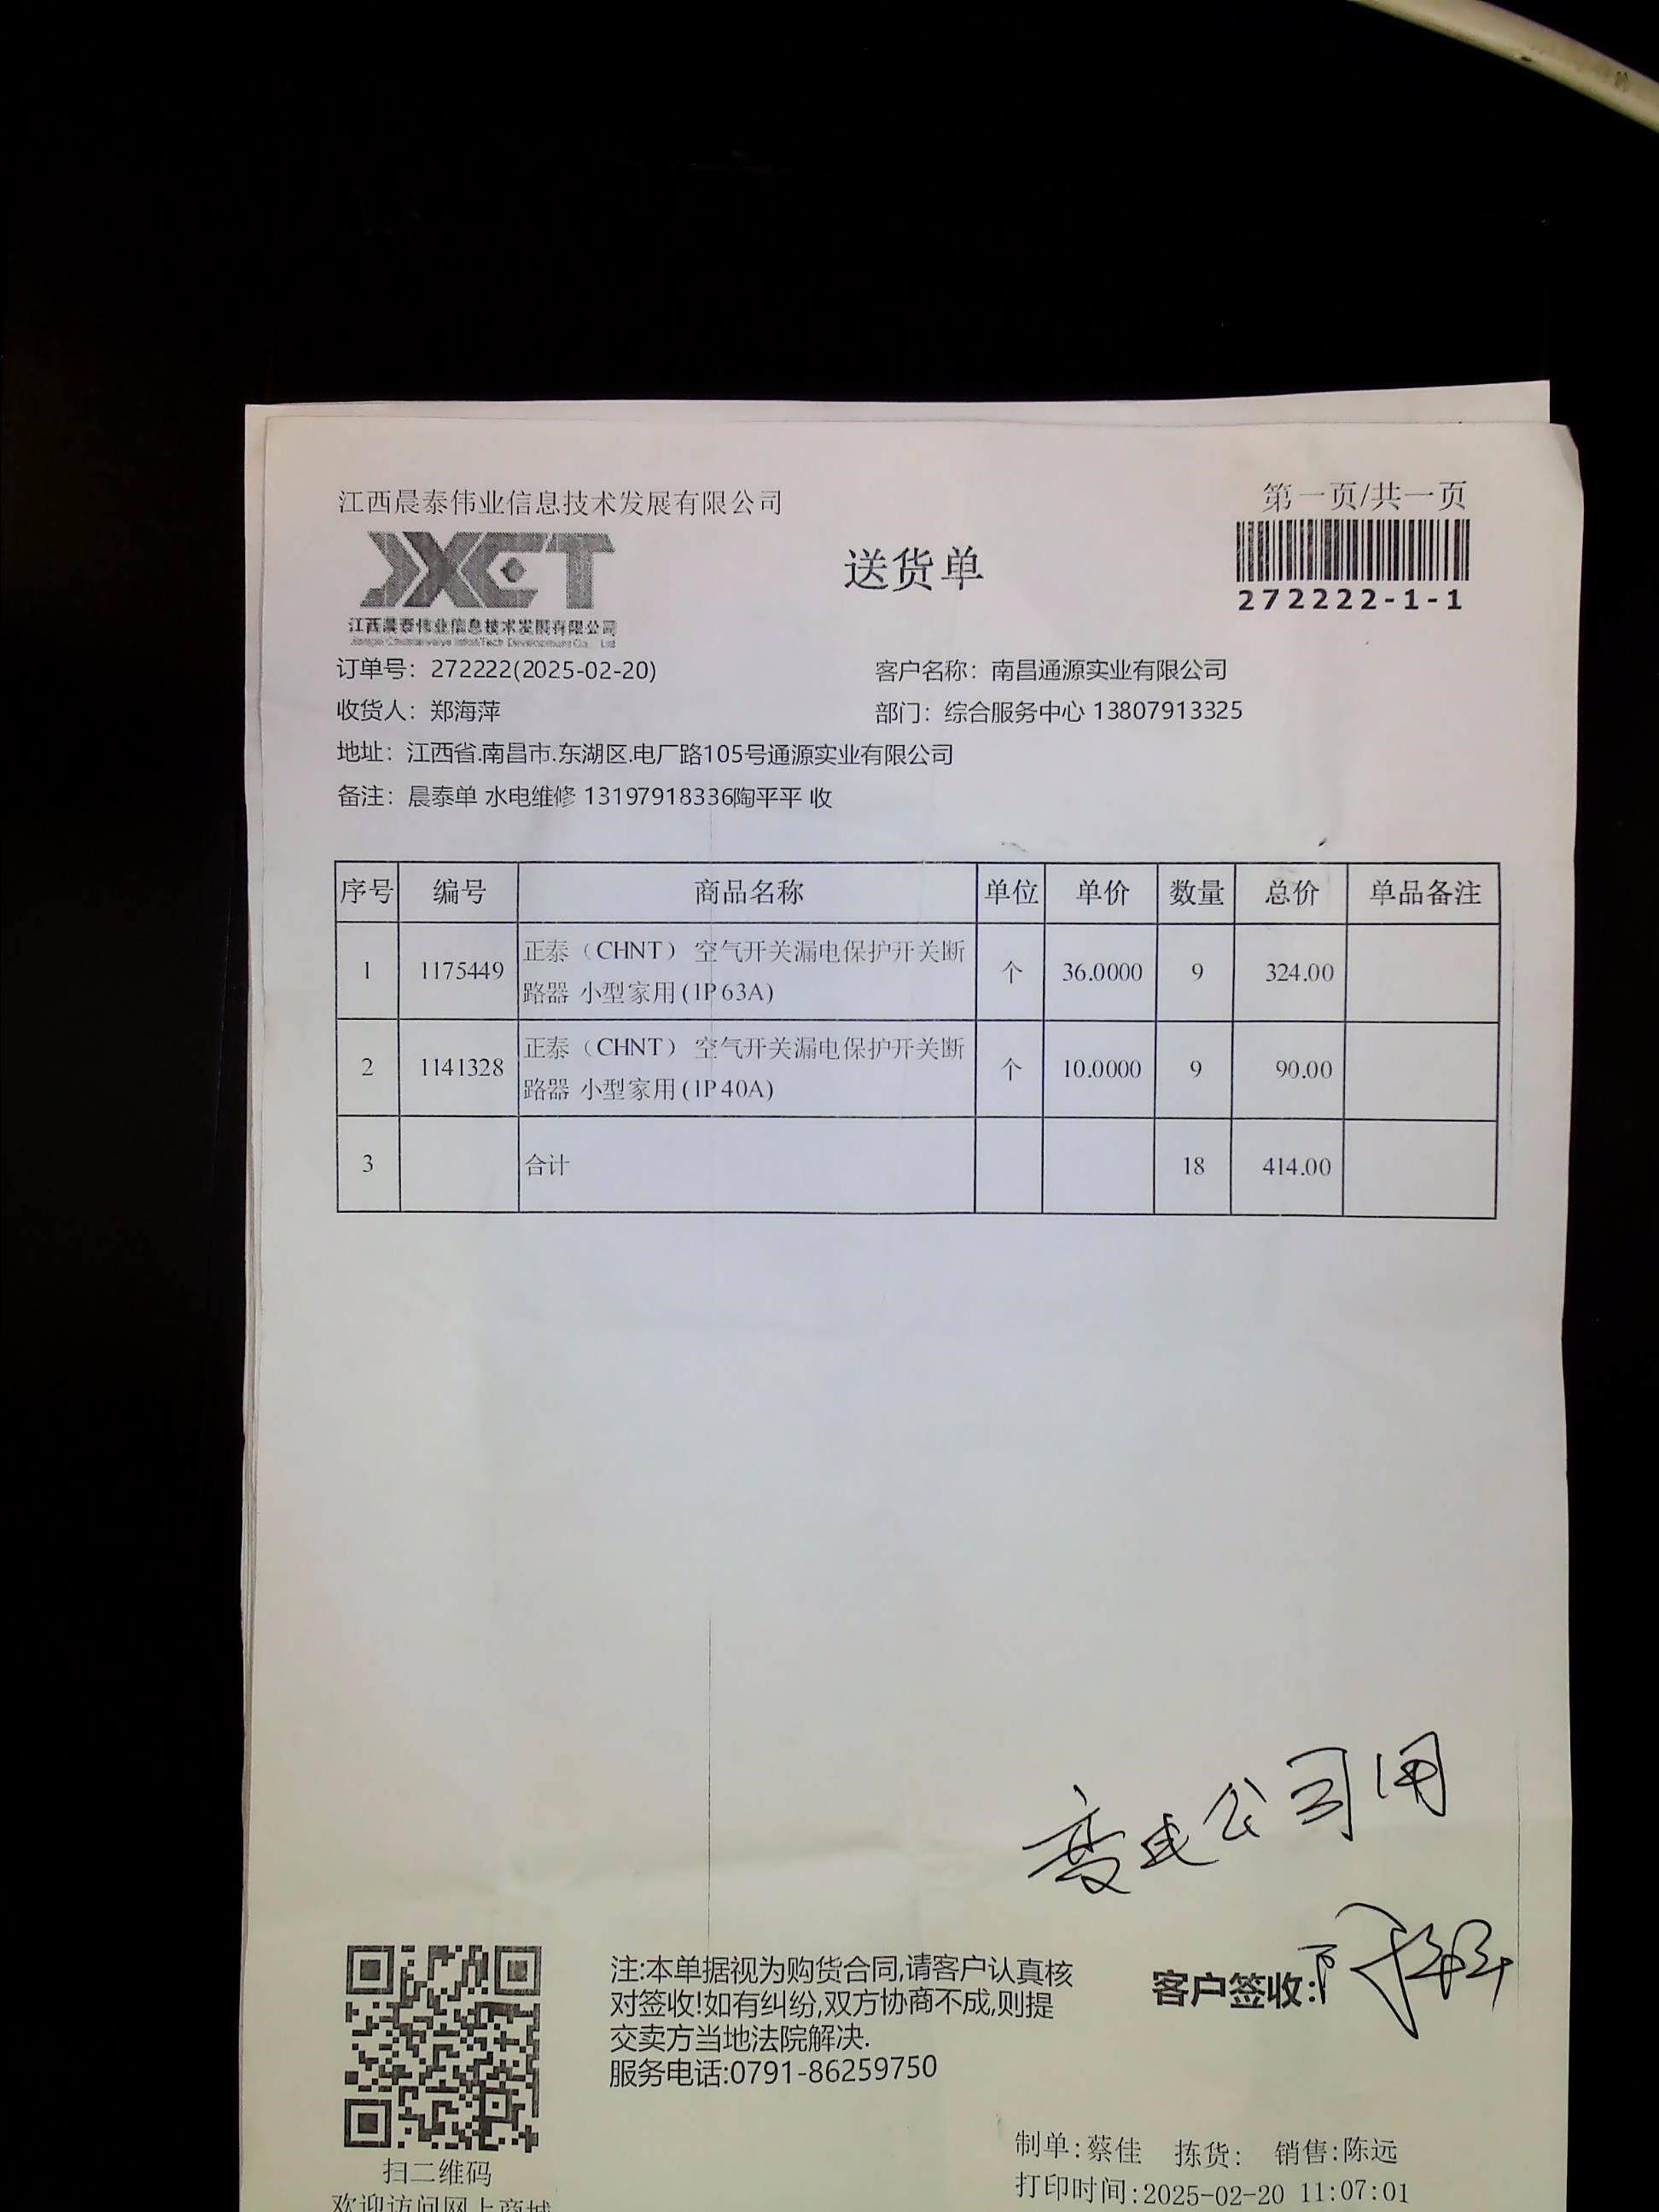 江西晨泰伟业信息技术发展有限公司
第一页/共一页
JXCT
送货单
272222-1-1
江西晨泰伟业信息技术发展有限公司
订单号：272222(2025-02-20)
客户名称：南昌通源实业有限公司
收货人：郑海萍
部门：综合服务中心 13807913325
地址：江西省.南昌市.东湖区.电厂路105号通源实业有限公司
备注：晨泰单 水电维修 13197918336陶平平 收
序号 编号 商品名称 单位 单价 数量 总价 单品备注
1 1175449 正泰（CHNT） 空气开关漏电保护开关断
路器 小型家用(1P 63A) 个 36.0000 9 324.00
2 1141328 正泰（CHNT） 空气开关漏电保护开关断
路器 小型家用(1P 40A) 个 10.0000 9 90.00
3 合计 18 414.00
变电公司用
注:本单据视为购货合同,请客户认真核
对签收!如有纠纷,双方协商不成,则提
交卖方当地法院解决.
服务电话:0791-86259750
客户签收:
扫二维码
欢迎访问网上商城
制单:蔡佳 拣货: 销售:陈远
打印时间:2025-02-20 11:07:01